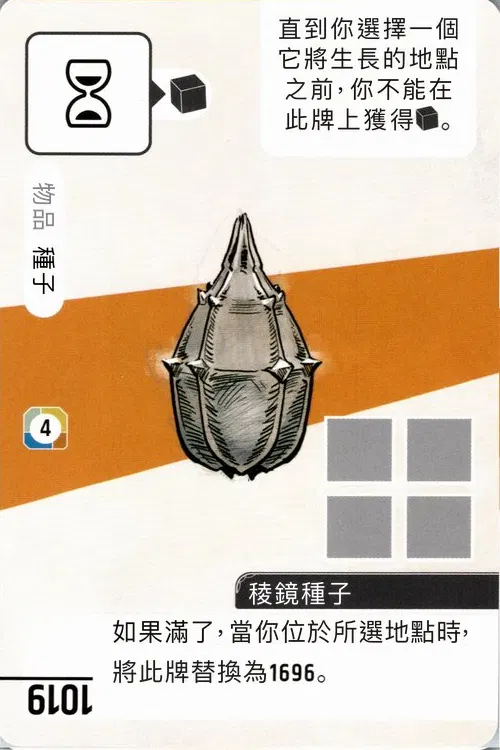 直到你選擇一個
它將生長的地點
之前，你不能在
此牌上獲得。
物品 種子
4
稜鏡種子
如果滿了，當你位於所選地點時，
將此牌替換為1696。
1019